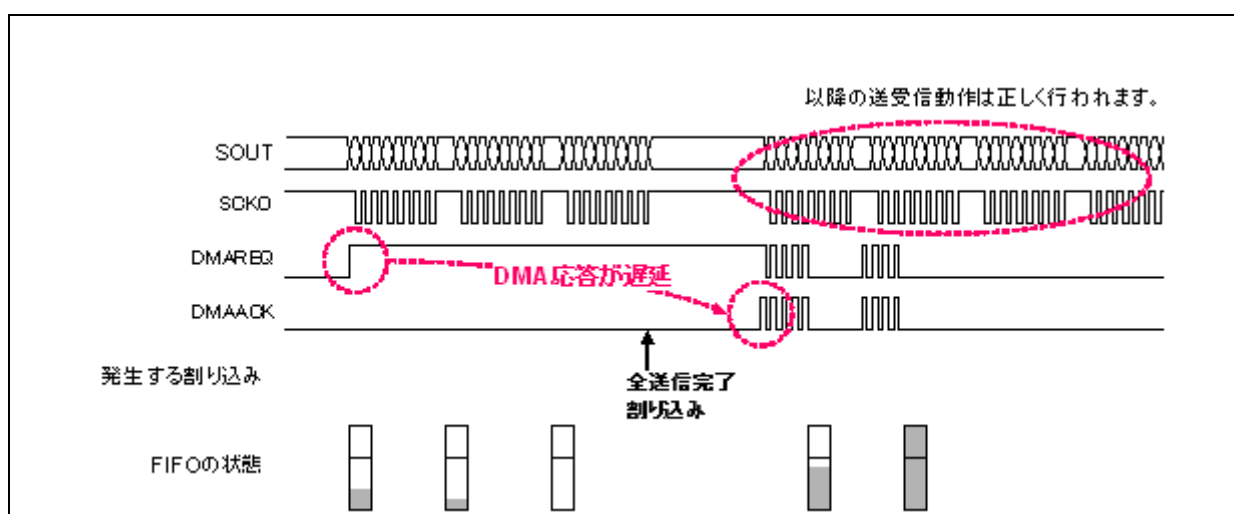 以降の送受信動作は正しく行われます。
SOUT
SCKO
DMAREQ
DMA応答が遅延
DMAACK
発生する割り込み
全送信完了
割り込み
FIFOの状態